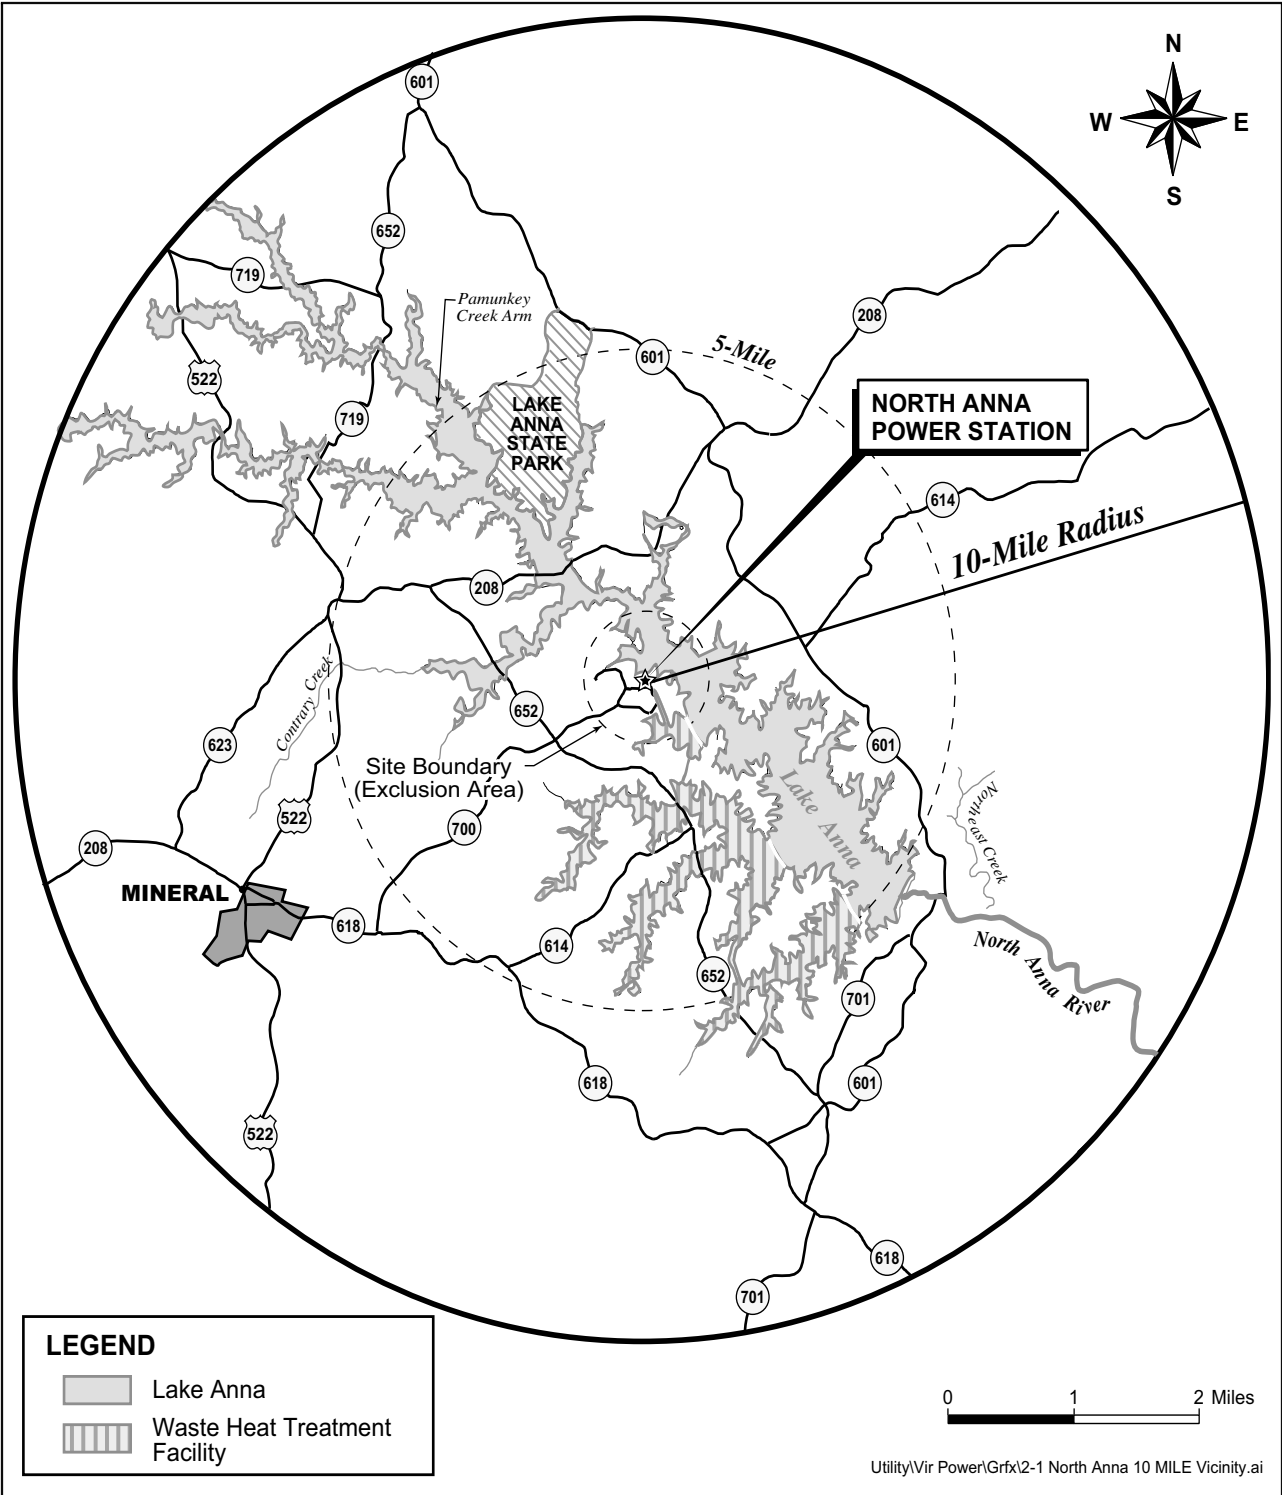 N
W E
S
601
652
719
Pamunkey
Creek Arm
208
5-Mile
601
522
NORTH ANNA
POWER STATION
LAKE
ANNA
STATE
PARK
719
614
10-Mile Radius
208
Contrary Creek
652
623
601
Site Boundary
(Exclusion Area)
Lake Anna
Northeast Creek
522
700
208
MINERAL
618
614
North Anna River
652
701
618
601
522
618
701
LEGEND
Lake Anna
Waste Heat Treatment
Facility
0 1 2 Miles
Utility\Vir Power\Grfx\2-1 North Anna 10 MILE Vicinity.ai